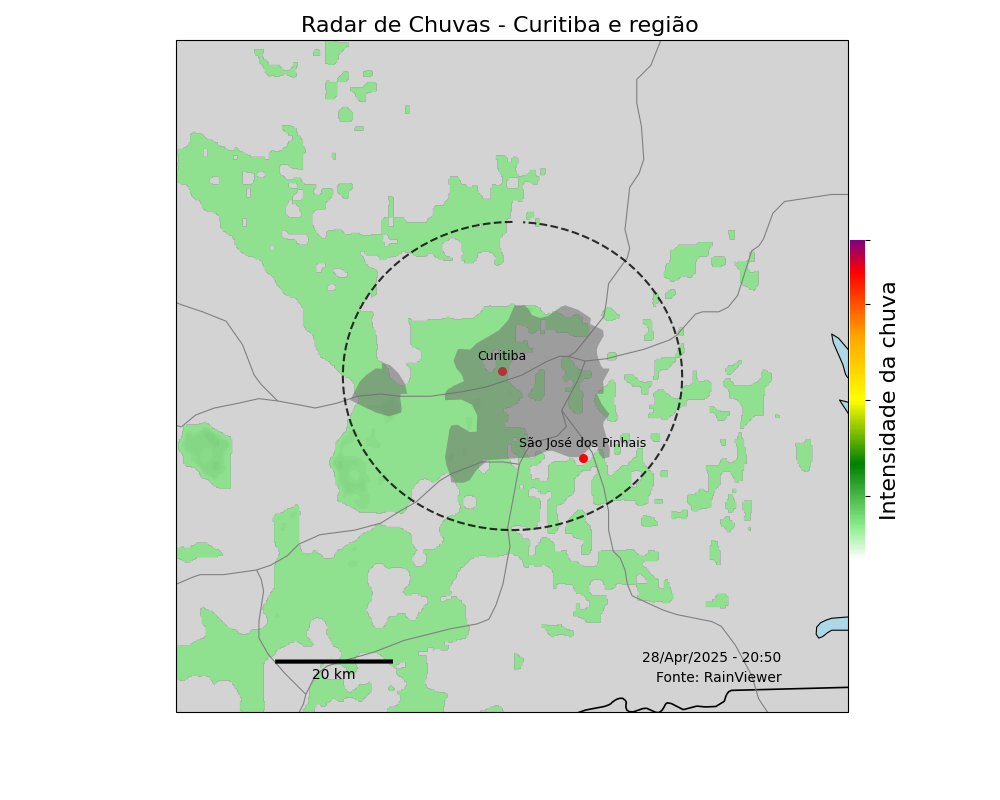 Radar de Chuvas - Curitiba e região
Curitiba
São José dos Pinhais
Intensidade da chuva
28/Apr/2025 - 20:50
Fonte: RainViewer
20 km